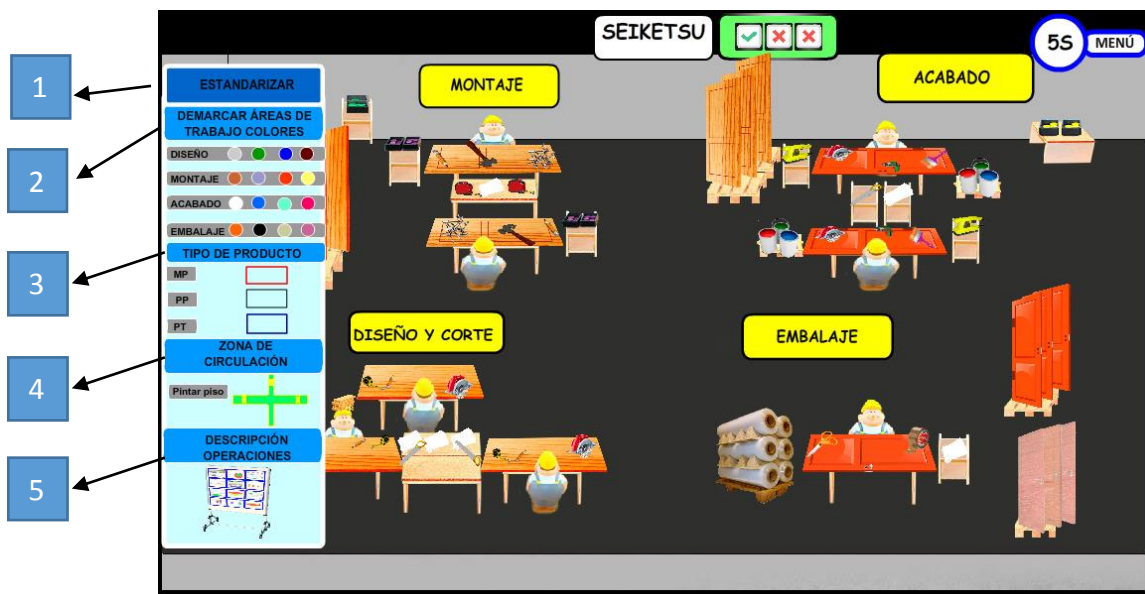 1
2
3
4
5
SEIKETSU
5S
MENÚ
ESTANDARIZAR
DEMARCAR ÁREAS DE
TRABAJO COLORES
DISEÑO
MONTAJE
ACABADO
EMBALAJE
TIPO DE PRODUCTO
MP
PP
PT
ZONA DE
CIRCULACIÓN
Pintar piso
DESCRIPCIÓN
OPERACIONES
MONTAJE
ACABADO
DISEÑO Y CORTE
EMBALAJE